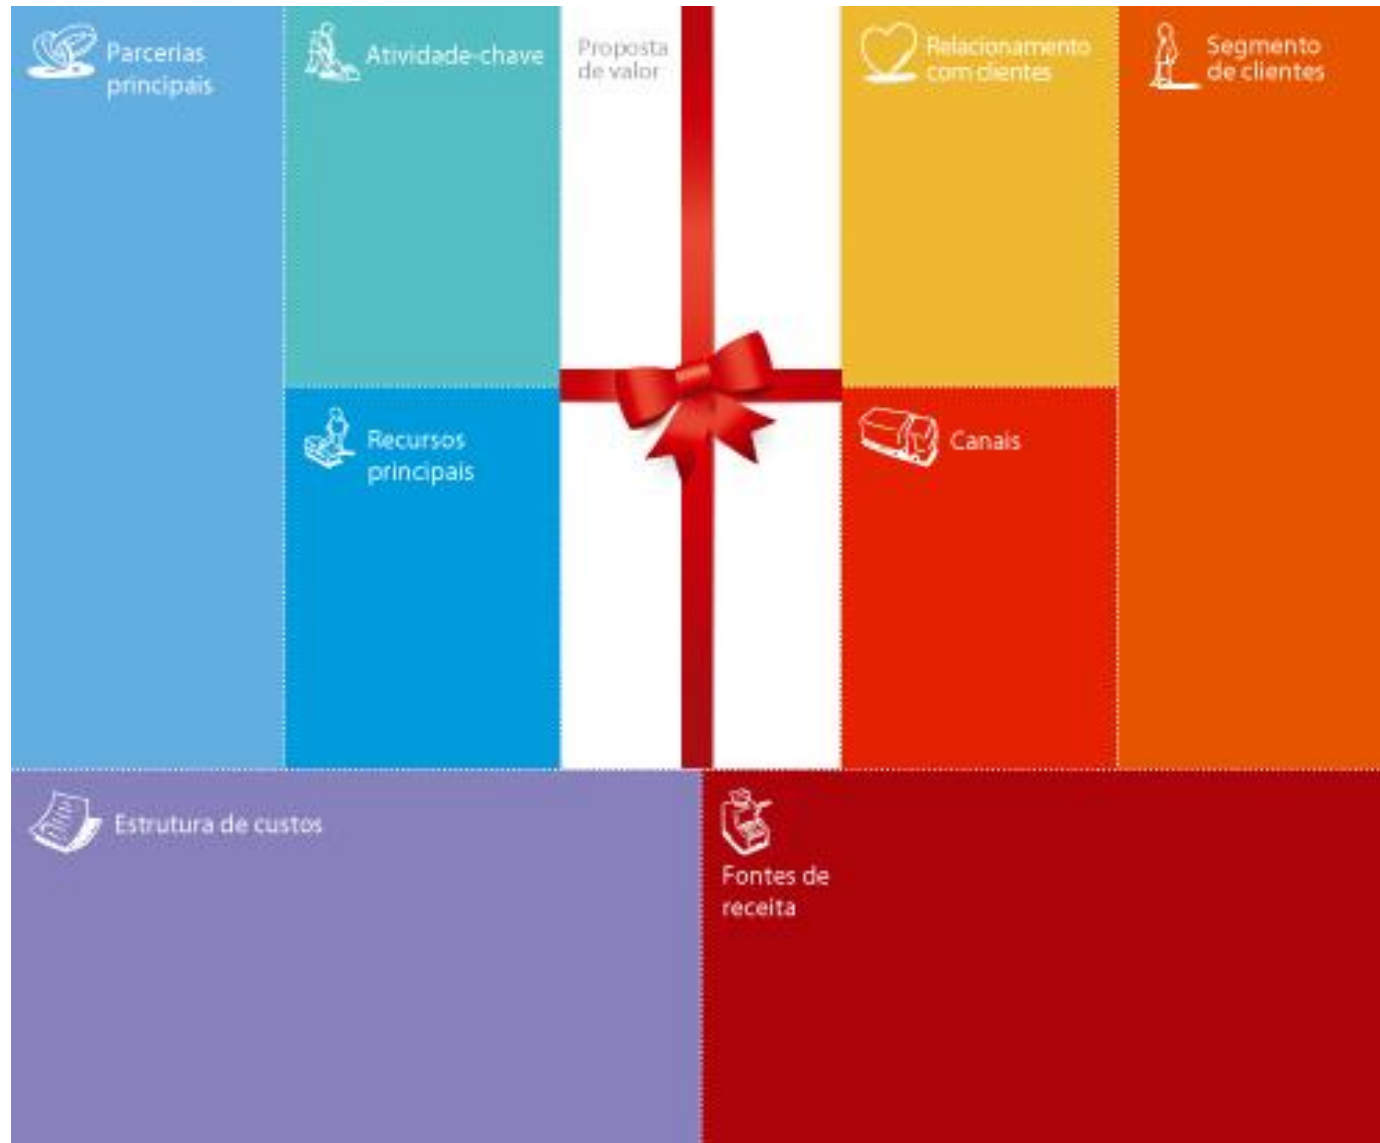 Parcerias
principais
Atividade-chave
Proposta
de valor
Relacionamento
com clientes
Segmento
de clientes
Recursos
principais
Canais
Estrutura de custos
Fontes de
receita